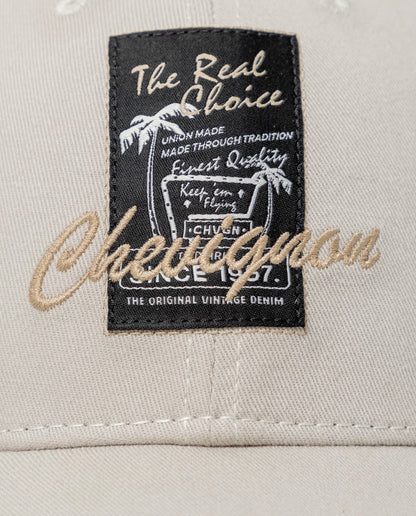 The Real
Choice
UNION MADE
MADE THROUGH TRADITION
Finest Quality
Keep 'em
Flying
CHVGN
Chevignon
SINCE 1957.
THE ORIGINAL VINTAGE DENIM